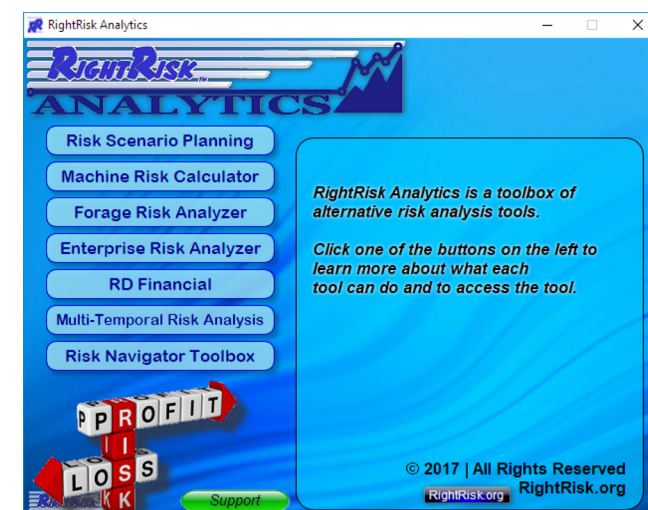 RightRisk Analytics
RIGHTRISK™
ANALYTICS
Risk Scenario Planning
Machine Risk Calculator
Forage Risk Analyzer
Enterprise Risk Analyzer
RD Financial
Multi-Temporal Risk Analysis
Risk Navigator Toolbox
RightRisk Analytics is a toolbox of
alternative risk analysis tools.
Click one of the buttons on the left to
learn more about what each
tool can do and to access the tool.
PROFIT
RISK
LOSS
Support
© 2017 | All Rights Reserved
RightRisk.org RightRisk.org